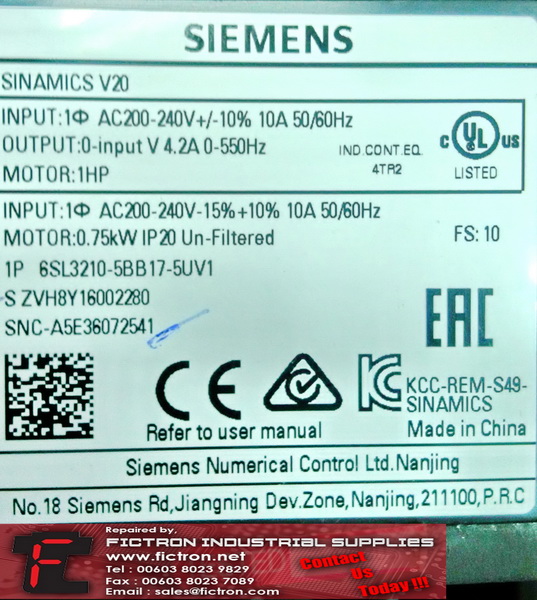 SIEMENS
SINAMICS V20
INPUT:1Φ AC200-240V+/-10% 10A 50/60Hz
OUTPUT:0-input V 4.2A 0-550Hz
MOTOR:1HP
IND.CONT.EQ.
4TR2
c UL us
LISTED
INPUT:1Φ AC200-240V-15%+10% 10A 50/60Hz
MOTOR:0.75kW IP20 Un-Filtered
FS: 10
1P 6SL3210-5BB17-5UV1
S ZVH8Y16002280
SNC-A5E36072541
EAC
CE
KCC-REM-S49-
SINAMICS
Refer to user manual
Made in China
Siemens Numerical Control Ltd.Nanjing
No.18 Siemens Rd,Jiangning Dev.Zone,Nanjing,211100,P.R.C
Repaired by,
FICTRON INDUSTRIAL SUPPLIES
www.fictron.net
Tel : 00603 8023 9829
Fax : 00603 8023 7089
Email : sales@fictron.com
Contact
Us
Today !!!